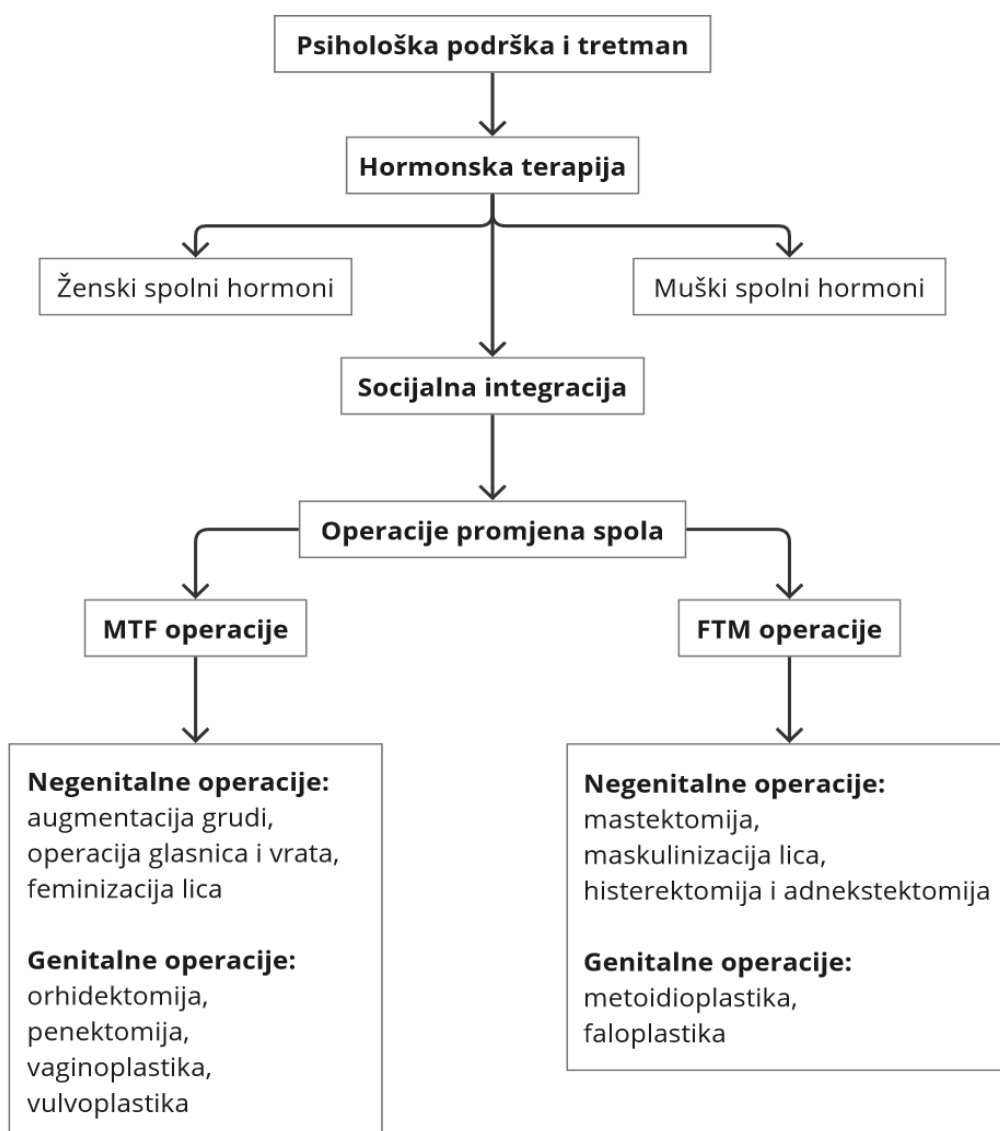 Psihološka podrška i tretman
Hormonska terapija
Ženski spolni hormoni
Muški spolni hormoni
Socijalna integracija
Operacije promjena spola
MTF operacije
FTM operacije
Negenitalne operacije:
augmentacija grudi,
operacija glasnica i vrata,
feminizacija lica
Genitalne operacije:
orhidektomija,
penektomija,
vaginoplastika,
vulvoplastika
Negenitalne operacije:
mastektomija,
maskulinizacija lica,
histerektomija i adnekstektomija
Genitalne operacije:
metoidioplastika,
faloplastika